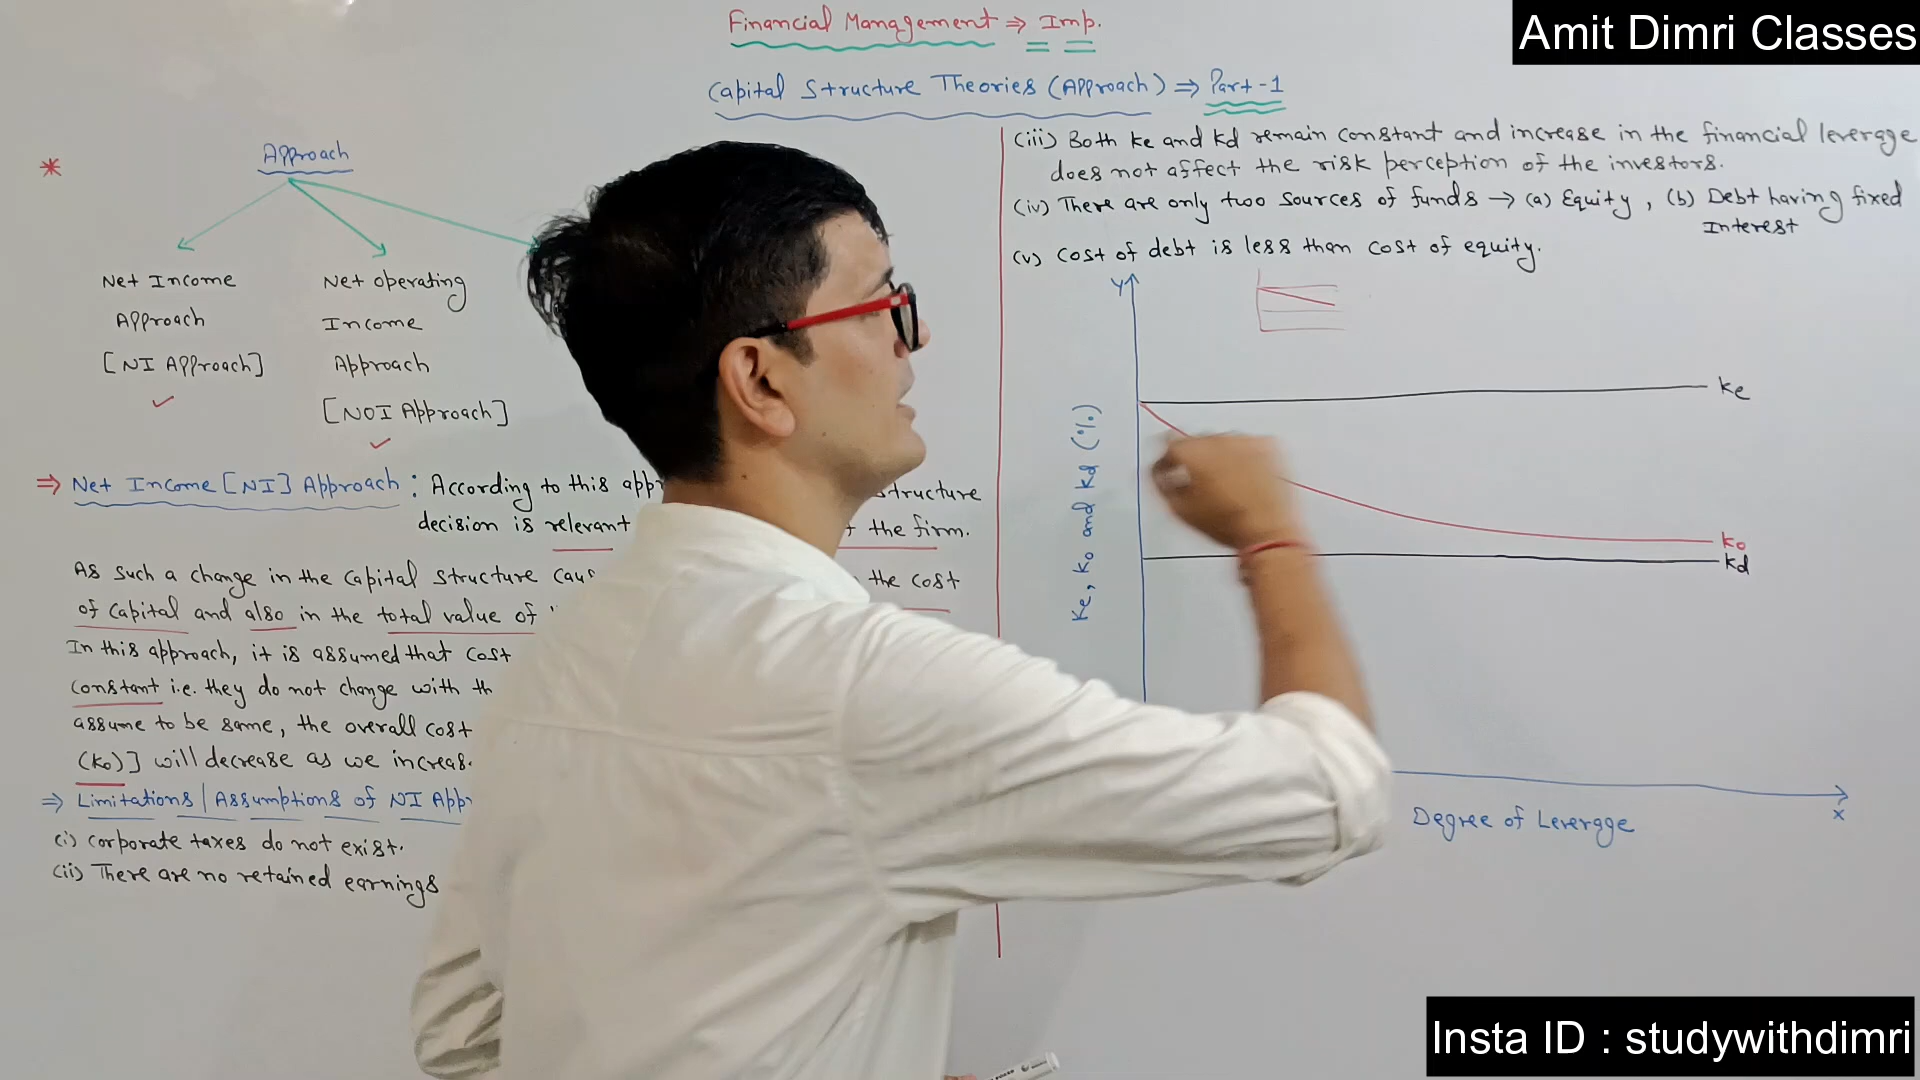 Financial Management ⇒ Imp.
Amit Dimri Classes
Capital Structure Theories (Approach) ⇒ Part-1
* Approach
Net Income
Approach
[NI Approach]
Net Operating
Income
Approach
[NOI Approach]
⇒ Net Income [NI] Approach : According to this structure
decision is relevant the firm.
As such a change in the capital structure the cost
of capital and also in the total value of
In this approach, it is assumed that cost
constant i.e. they do not change with
assume to be same, the overall cost
(Ko)] will decrease as we
⇒ Limitations / Assumptions of NI
(i) Corporate taxes do not exist.
(ii) There are no retained earnings
(iii) Both Ke and Kd remain constant and increase in the financial leverage
does not affect the risk perception of the investors.
(iv) There are only two sources of funds → (a) Equity, (b) Debt having fixed
Interest
(v) Cost of debt is less than cost of equity.
Y
Ke
Ke, Ko and Kd (%)
Ko
Kd
X
Degree of Leverage
Insta ID : studywithdimri